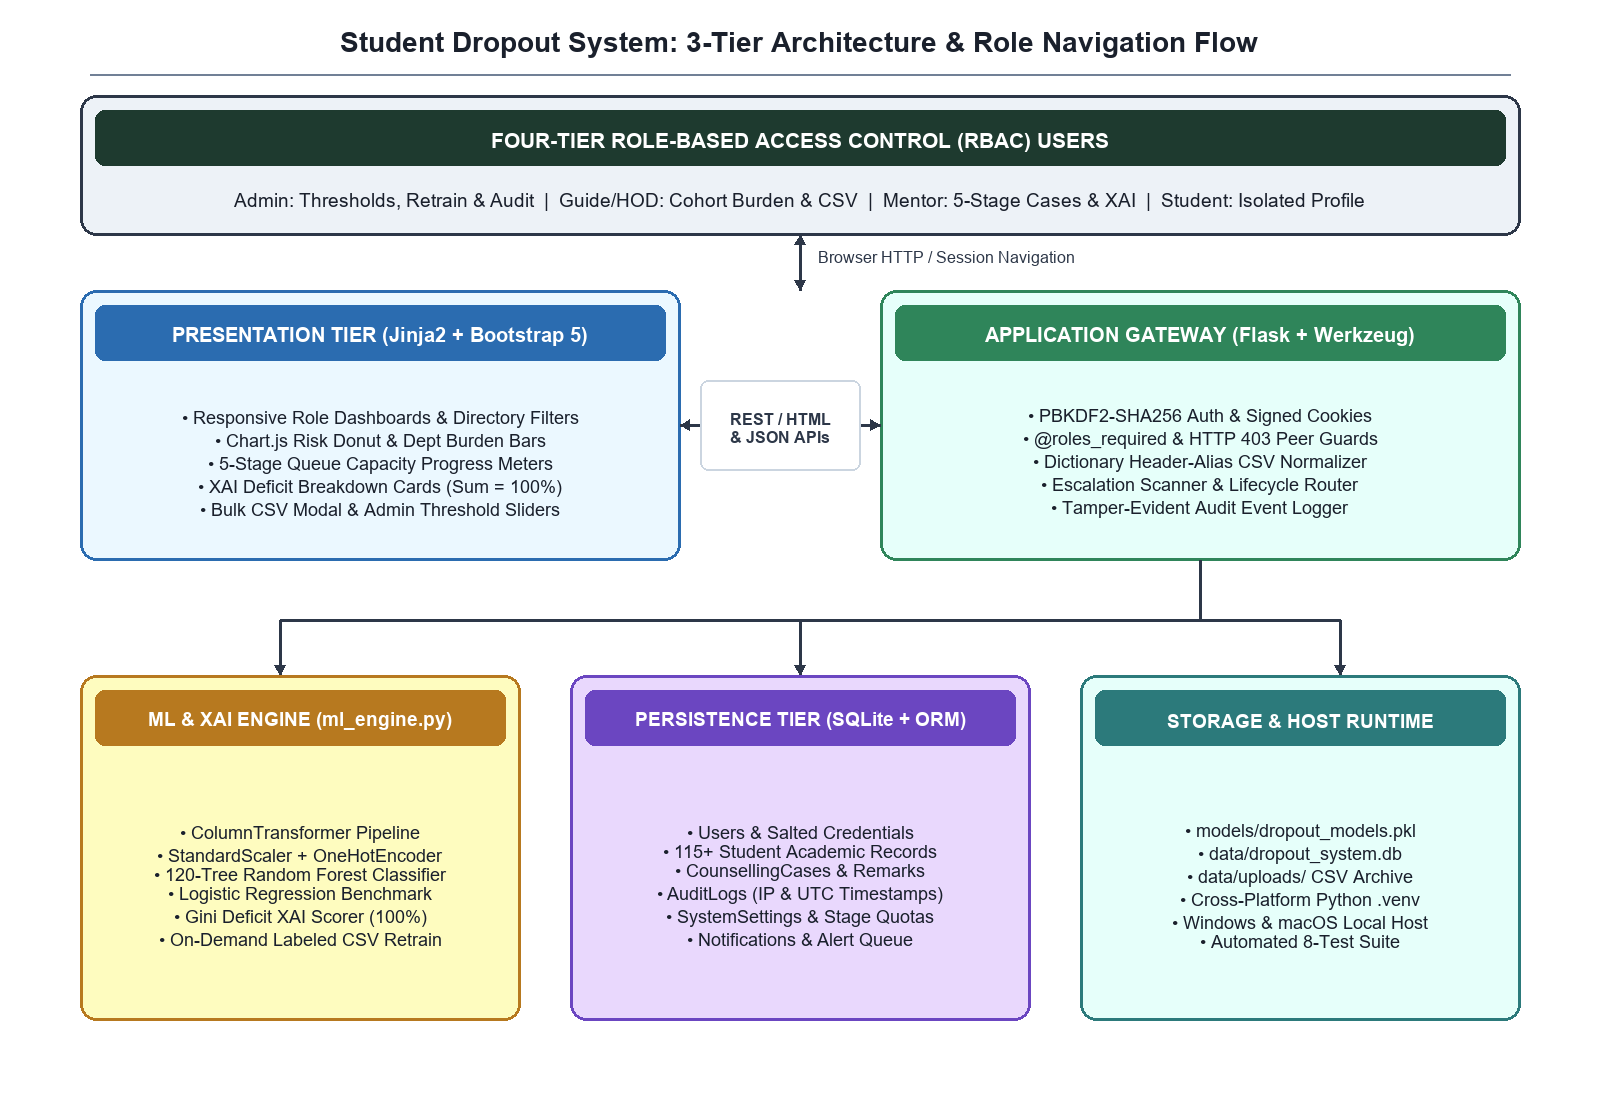 Student Dropout System: 3-Tier Architecture & Role Navigation Flow
FOUR-TIER ROLE-BASED ACCESS CONTROL (RBAC) USERS
Admin: Thresholds, Retrain & Audit | Guide/HOD: Cohort Burden & CSV | Mentor: 5-Stage Cases & XAI | Student: Isolated Profile
Browser HTTP / Session Navigation
PRESENTATION TIER (Jinja2 + Bootstrap 5)
• Responsive Role Dashboards & Directory Filters
• Chart.js Risk Donut & Dept Burden Bars
• 5-Stage Queue Capacity Progress Meters
• XAI Deficit Breakdown Cards (Sum = 100%)
• Bulk CSV Modal & Admin Threshold Sliders
REST / HTML
& JSON APIs
APPLICATION GATEWAY (Flask + Werkzeug)
• PBKDF2-SHA256 Auth & Signed Cookies
• @roles_required & HTTP 403 Peer Guards
• Dictionary Header-Alias CSV Normalizer
• Escalation Scanner & Lifecycle Router
• Tamper-Evident Audit Event Logger
ML & XAI ENGINE (ml_engine.py)
• ColumnTransformer Pipeline
• StandardScaler + OneHotEncoder
• 120-Tree Random Forest Classifier
• Logistic Regression Benchmark
• Gini Deficit XAI Scorer (100%)
• On-Demand Labeled CSV Retrain
PERSISTENCE TIER (SQLite + ORM)
• Users & Salted Credentials
• 115+ Student Academic Records
• CounsellingCases & Remarks
• AuditLogs (IP & UTC Timestamps)
• SystemSettings & Stage Quotas
• Notifications & Alert Queue
STORAGE & HOST RUNTIME
• models/dropout_models.pkl
• data/dropout_system.db
• data/uploads/ CSV Archive
• Cross-Platform Python .venv
• Windows & macOS Local Host
• Automated 8-Test Suite